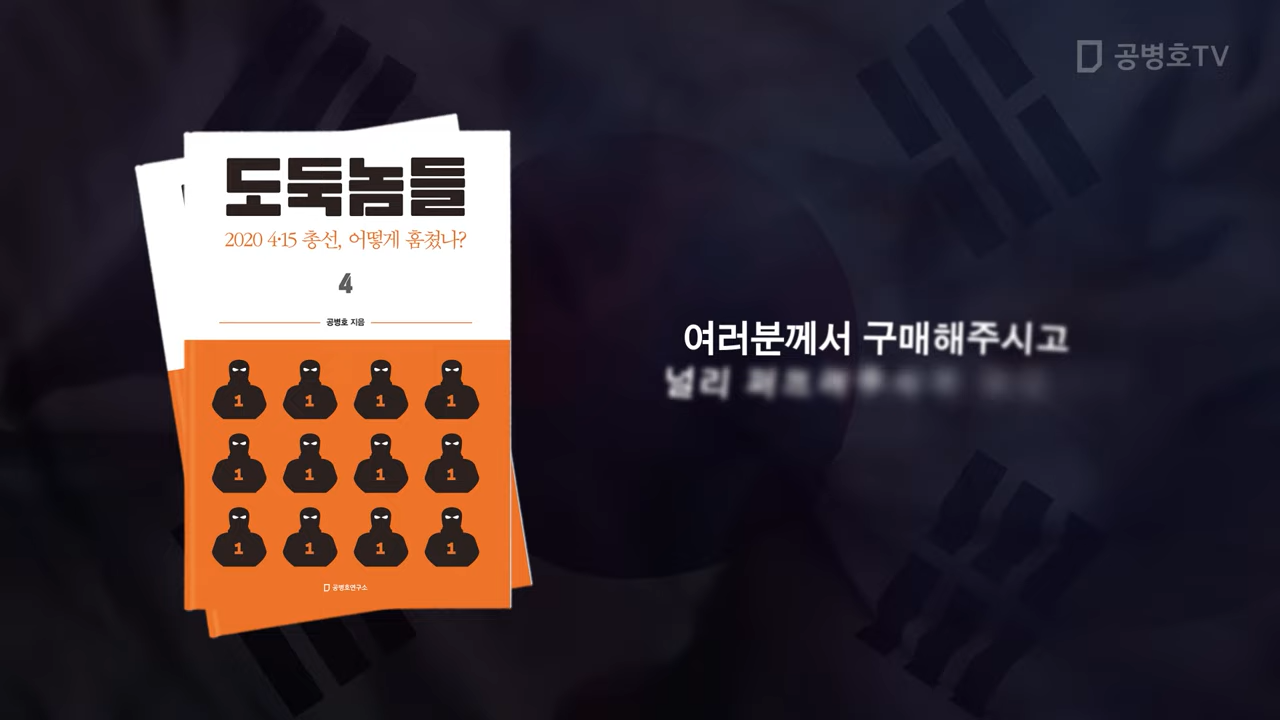 공병호TV
도둑놈들
2020 4·15 총선, 어떻게 훔쳤나?
4
공병호 지음
1 1 1 1
1 1 1 1
1 1 1 1
공병호연구소
여러분께서 구매해주시고
널리